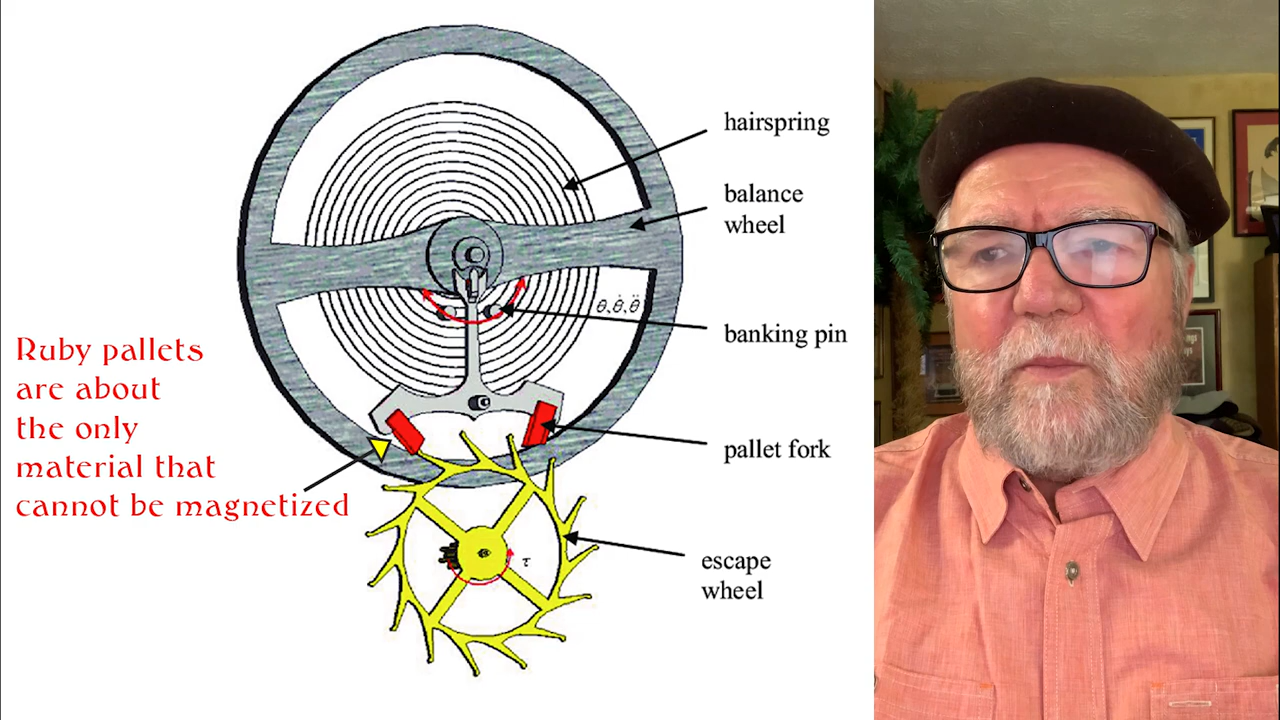 hairspring
balance
wheel
θ,θ̇,θ̈
banking pin
Ruby pallets
are about
the only
material that
cannot be magnetized
pallet fork
τ
escape
wheel